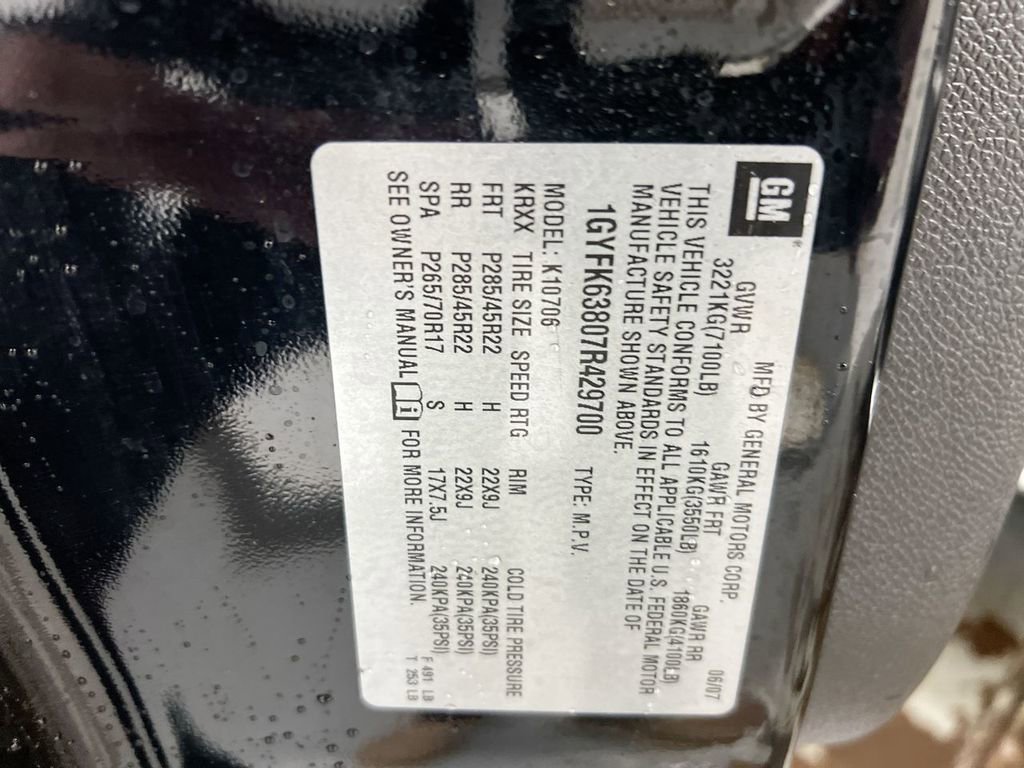 GM
MFD BY GENERAL MOTORS CORP. 06/07
GVWR GAWR FRT GAWR RR
3221KG(7100LB) 1610KG(3550LB) 1860KG(4100LB)
THIS VEHICLE CONFORMS TO ALL APPLICABLE U.S. FEDERAL MOTOR
VEHICLE SAFETY STANDARDS IN EFFECT ON THE DATE OF
MANUFACTURE SHOWN ABOVE.
1GYFK63807R429700 TYPE: M.P.V.
MODEL: K10706
KRXX TIRE SIZE SPEED RTG RIM COLD TIRE PRESSURE
FRT P285/45R22 H 22X9J 240KPA(35PSI)
RR P285/45R22 H 22X9J 240KPA(35PSI)
SPA P265/70R17 S 17X7.5J 240KPA(35PSI)
SEE OWNER'S MANUAL i FOR MORE INFORMATION.
F 491 LB
T 253 LB